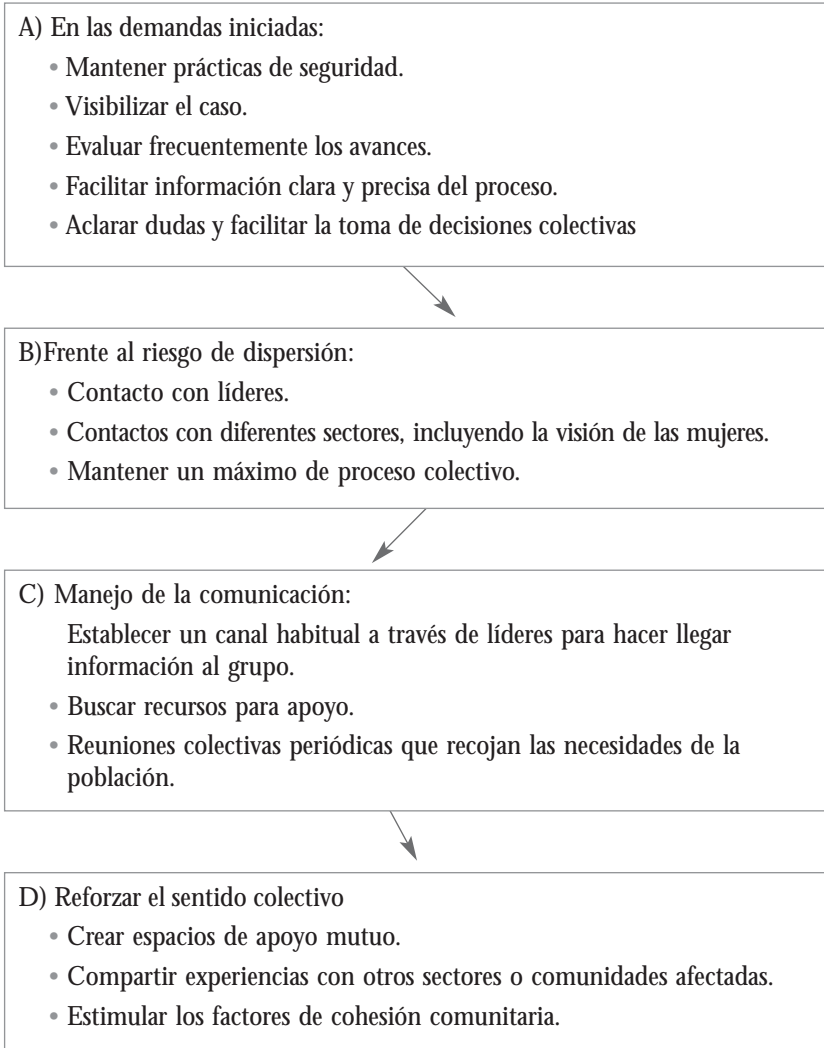 A) En las demandas iniciadas:
• Mantener prácticas de seguridad.
• Visibilizar el caso.
• Evaluar frecuentemente los avances.
• Facilitar información clara y precisa del proceso.
• Aclarar dudas y facilitar la toma de decisiones colectivas
B)Frente al riesgo de dispersión:
• Contacto con líderes.
• Contactos con diferentes sectores, incluyendo la visión de las mujeres.
• Mantener un máximo de proceso colectivo.
C) Manejo de la comunicación:
Establecer un canal habitual a través de líderes para hacer llegar
información al grupo.
• Buscar recursos para apoyo.
• Reuniones colectivas periódicas que recojan las necesidades de la
población.
D) Reforzar el sentido colectivo
• Crear espacios de apoyo mutuo.
• Compartir experiencias con otros sectores o comunidades afectadas.
• Estimular los factores de cohesión comunitaria.